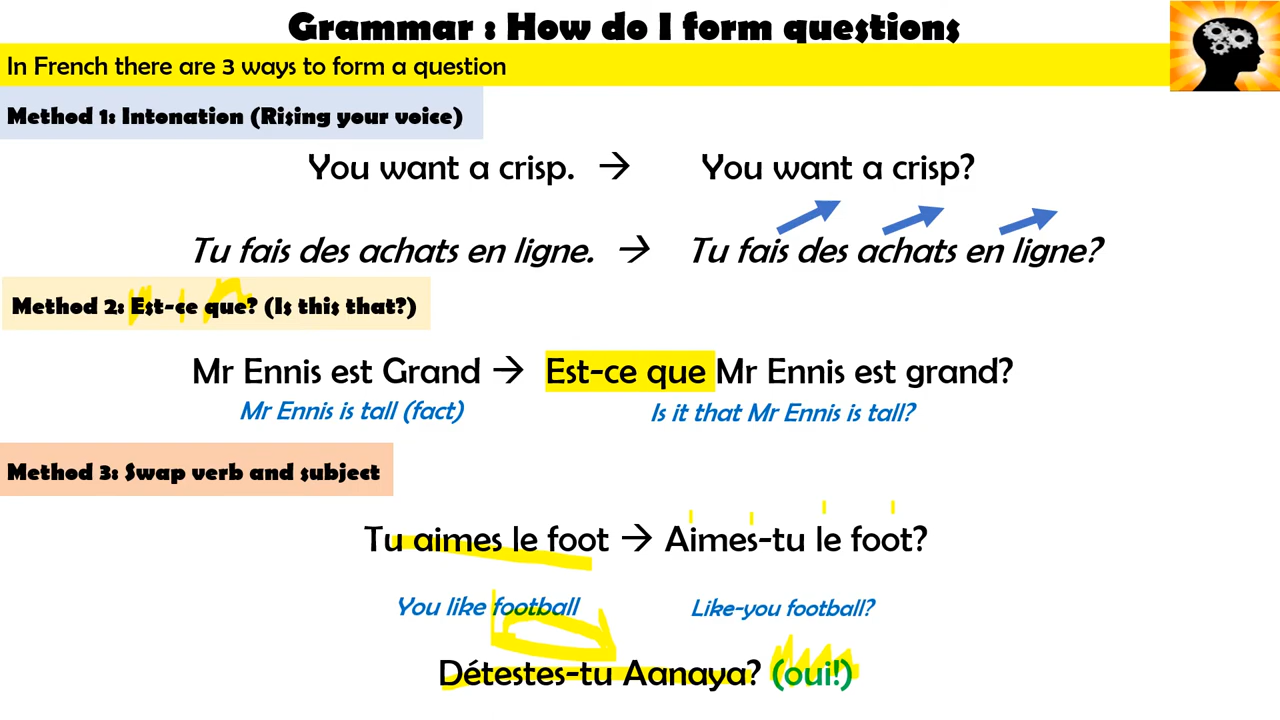 Grammar : How do I form questions
In French there are 3 ways to form a question
Method 1: Intonation (Rising your voice)
You want a crisp. → You want a crisp?
Tu fais des achats en ligne. → Tu fais des achats en ligne?
Method 2: Est-ce que? (Is this that?)
Mr Ennis est Grand → Est-ce que Mr Ennis est grand?
Mr Ennis is tall (fact) Is it that Mr Ennis is tall?
Method 3: Swap verb and subject
Tu aimes le foot → Aimes-tu le foot?
You like football Like-you football?
Détestes-tu Aanaya? (oui!)